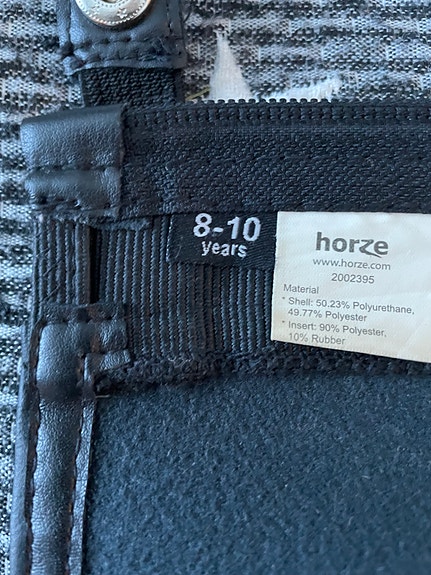 8-10
years
horze
www.horze.com
2002395
Material
* Shell: 50.23% Polyurethane,
49.77% Polyester
* Insert: 90% Polyester,
10% Rubber